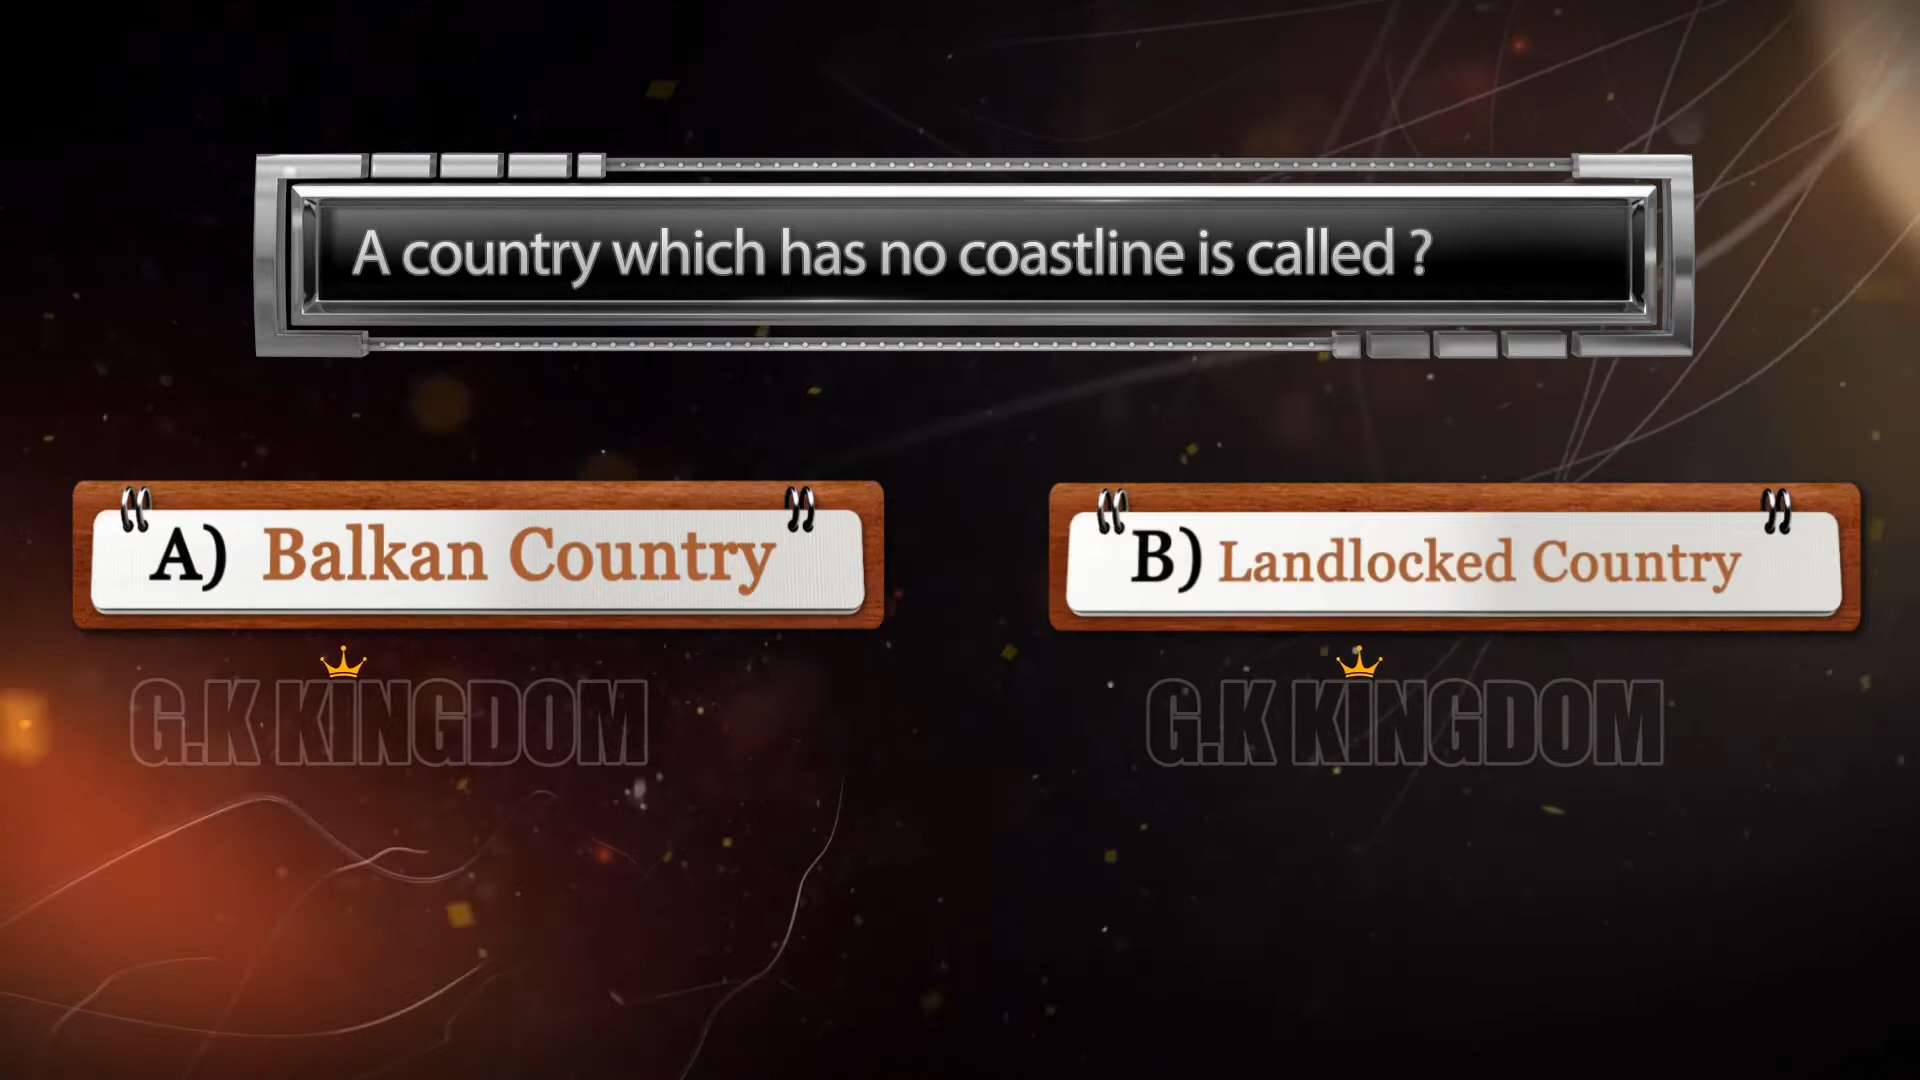 A country which has no coastline is called ?
A) Balkan Country
B) Landlocked Country
G.K KINGDOM
G.K KINGDOM